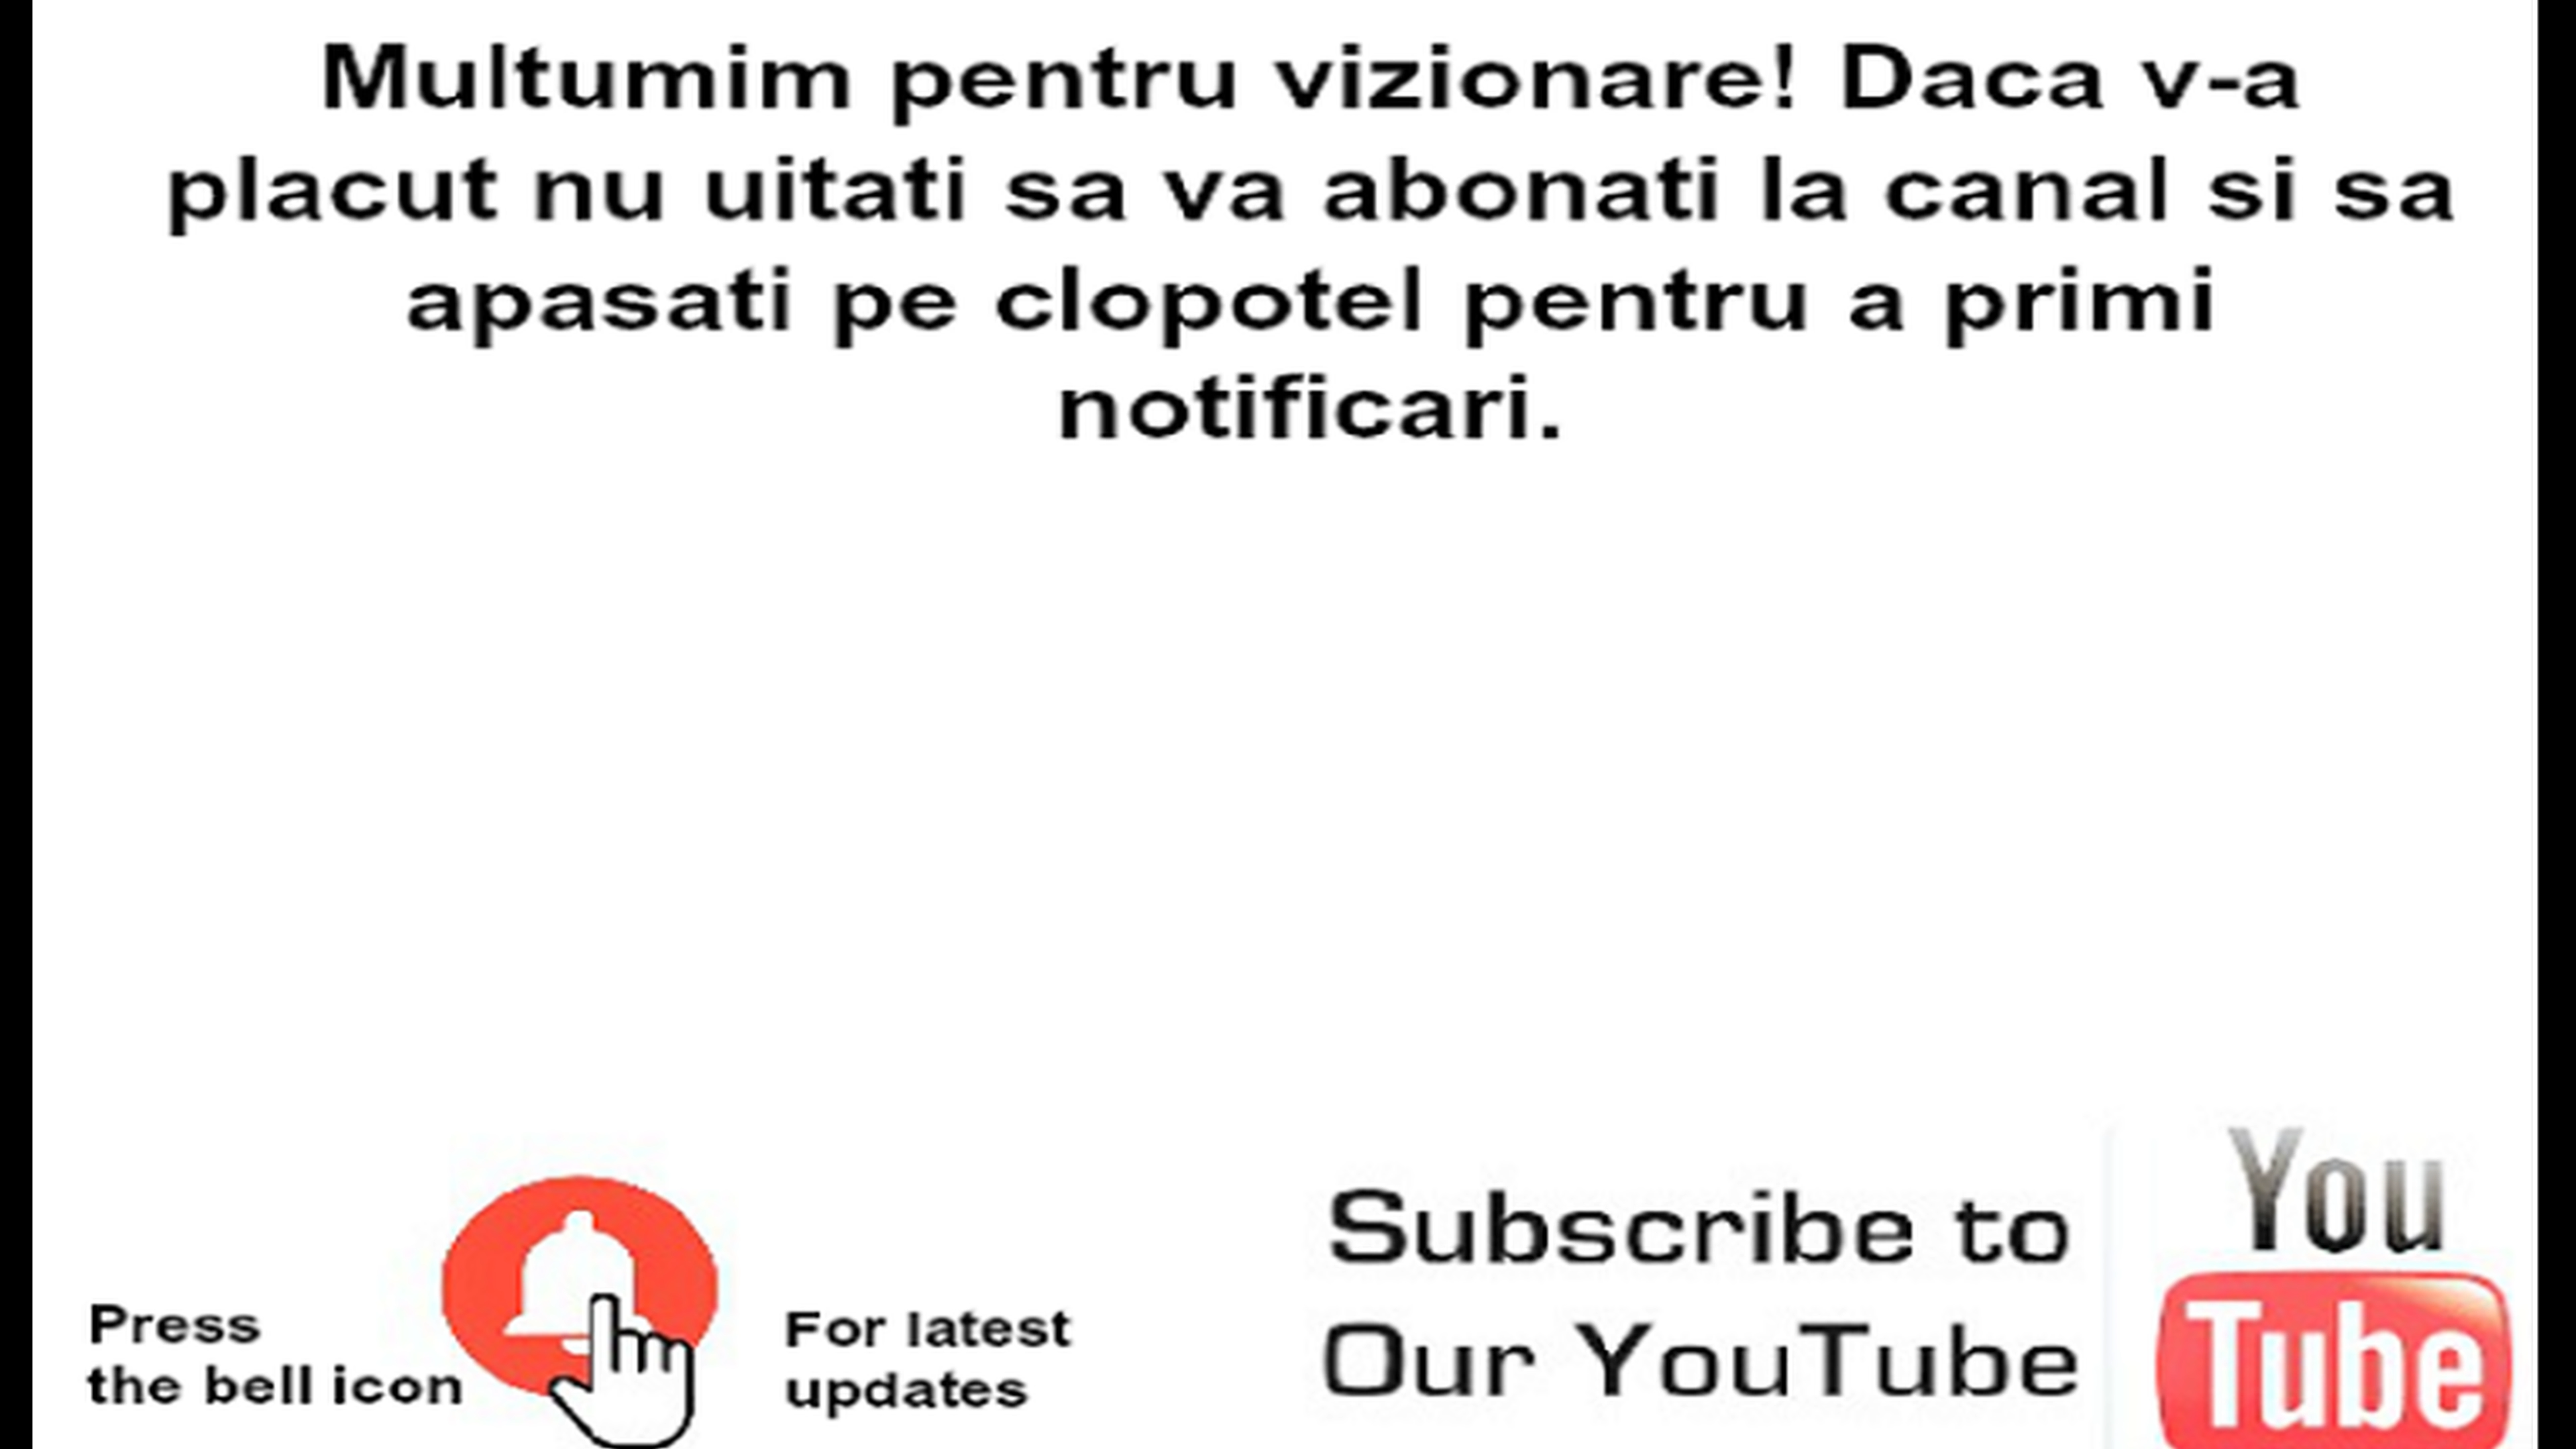 Multumim pentru vizionare! Daca v-a
placut nu uitati sa va abonati la canal si sa
apasati pe clopotel pentru a primi
notificari.
Press
the bell icon
For latest
updates
Subscribe to
Our YouTube
You
Tube